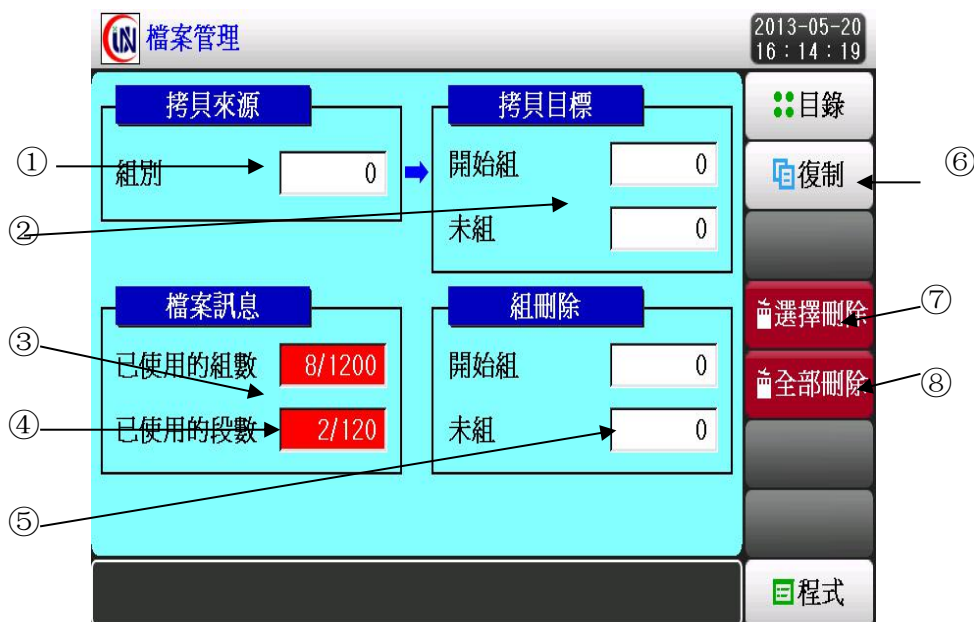 iN 檔案管理
2013-05-20
16:14:19
拷貝來源
組別 0
拷貝目標
開始組 0
未組 0
檔案訊息
已使用的組數 8/1200
已使用的段數 2/120
組刪除
開始組 0
未組 0
目錄
復制
選擇刪除
全部刪除
程式
①
②
③
④
⑤
⑥
⑦
⑧